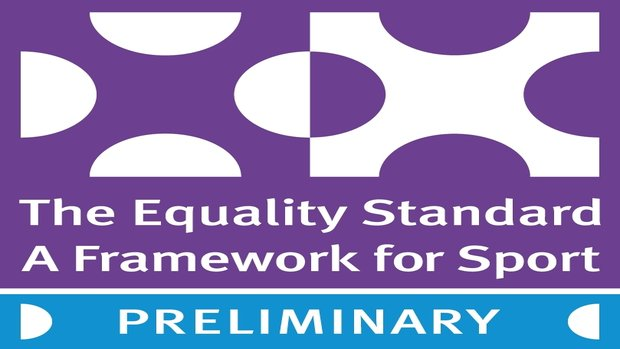 The Equality Standard
A Framework for Sport
PRELIMINARY